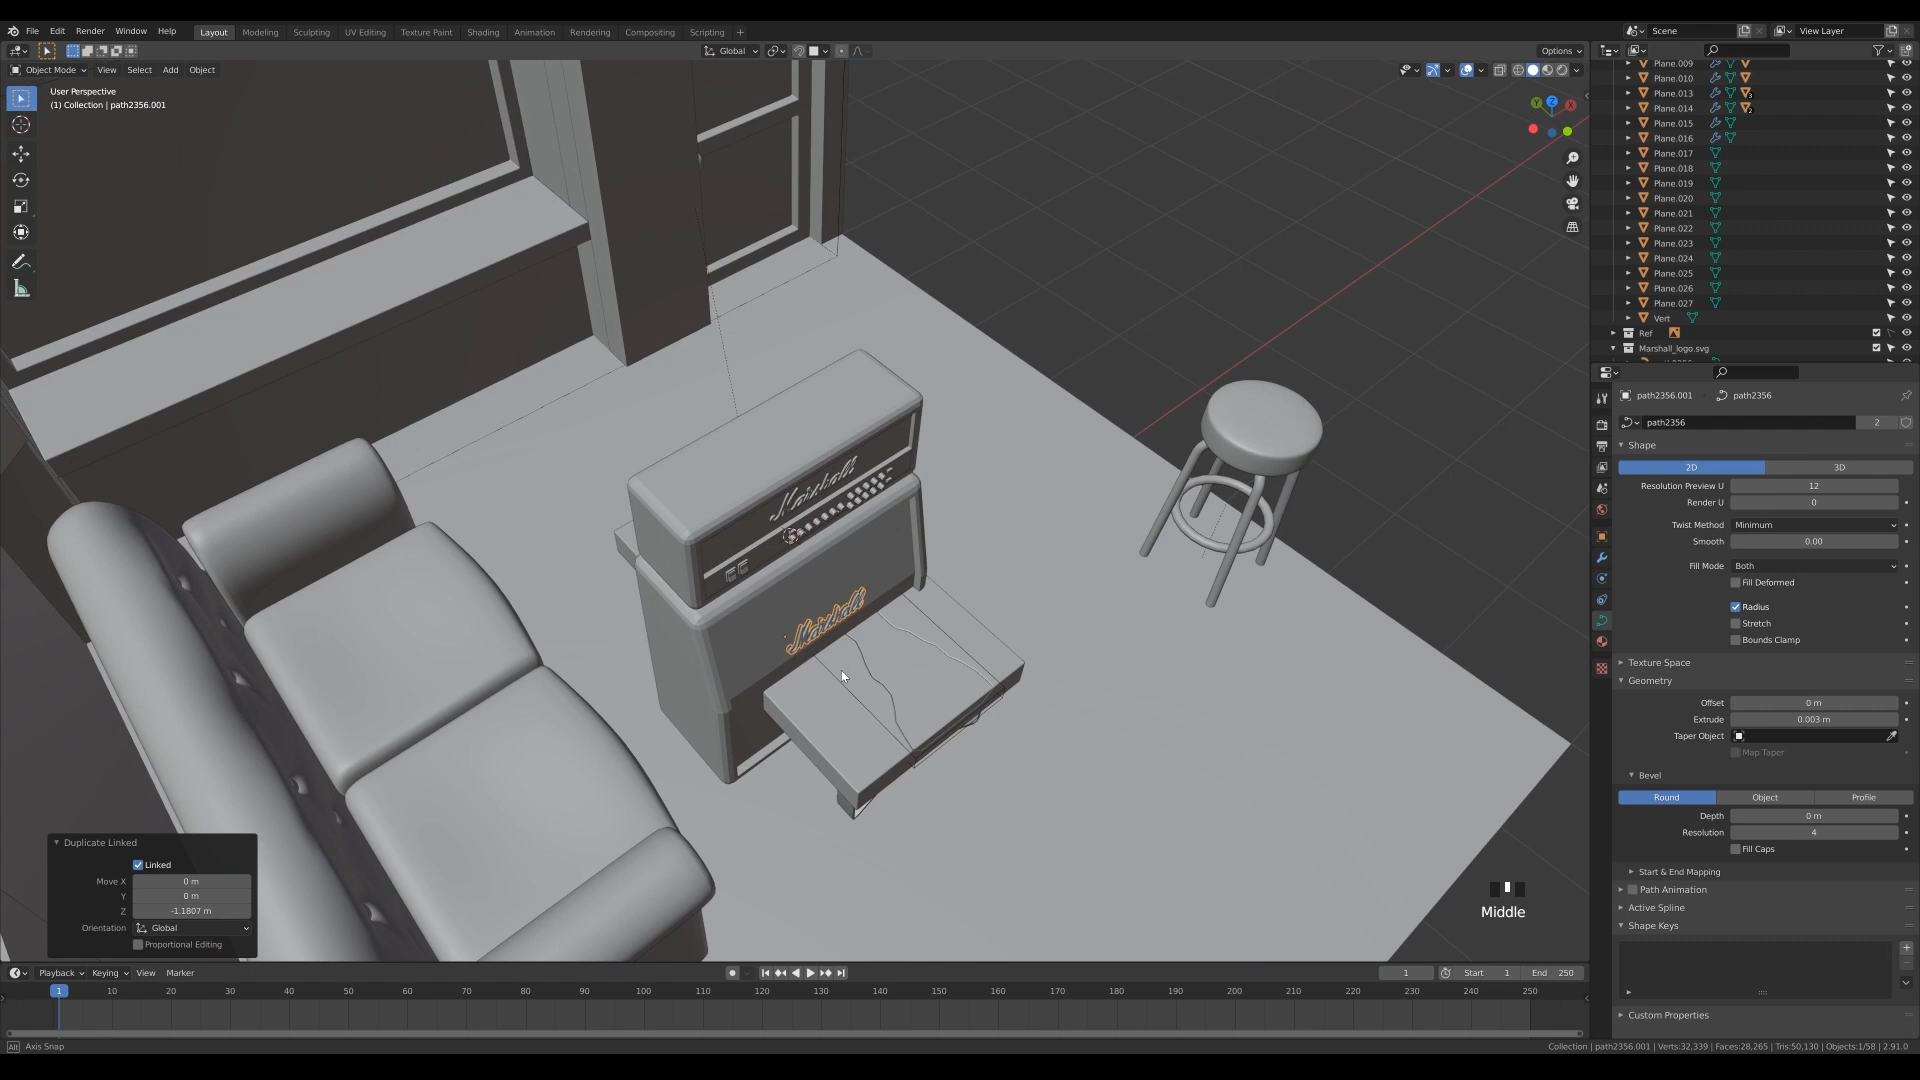 File Edit Render Window Help
Layout Modeling Sculpting UV Editing Texture Paint Shading Animation Rendering Compositing Scripting +
Scene
View Layer
Global
Options
Object Mode View Select Add Object
User Perspective
(1) Collection | path2356.001
Y Z X
Plane.009
Plane.010
Plane.013 3
Plane.014 2
Plane.015
Plane.016
Plane.017
Plane.018
Plane.019
Plane.020
Plane.021
Plane.022
Plane.023
Plane.024
Plane.025
Plane.026
Plane.027
Vert
Ref
Marshall_logo.svg
path2356.001 path2356
path2356 2
Shape
2D 3D
Resolution Preview U 12
Render U 0
Twist Method Minimum
Smooth 0.00
Fill Mode Both
Fill Deformed
Radius
Stretch
Bounds Clamp
Texture Space
Geometry
Offset 0 m
Extrude 0.003 m
Taper Object
Map Taper
Bevel
Round Object Profile
Depth 0 m
Resolution 4
Fill Caps
Start & End Mapping
Path Animation
Active Spline
Shape Keys
Custom Properties
Marshall
Marshall
Middle
Duplicate Linked
Linked
Move X 0 m
Y 0 m
Z -1.1807 m
Orientation Global
Proportional Editing
Playback Keying View Marker
1 Start 1 End 250
1 10 20 30 40 50 60 70 80 90 100 110 120 130 140 150 160 170 180 190 200 210 220 230 240 250
Alt Axis Snap
Collection | path2356.001 | Verts:32,339 | Faces:28,265 | Tris:50,130 | Objects:1/58 | 2.91.0